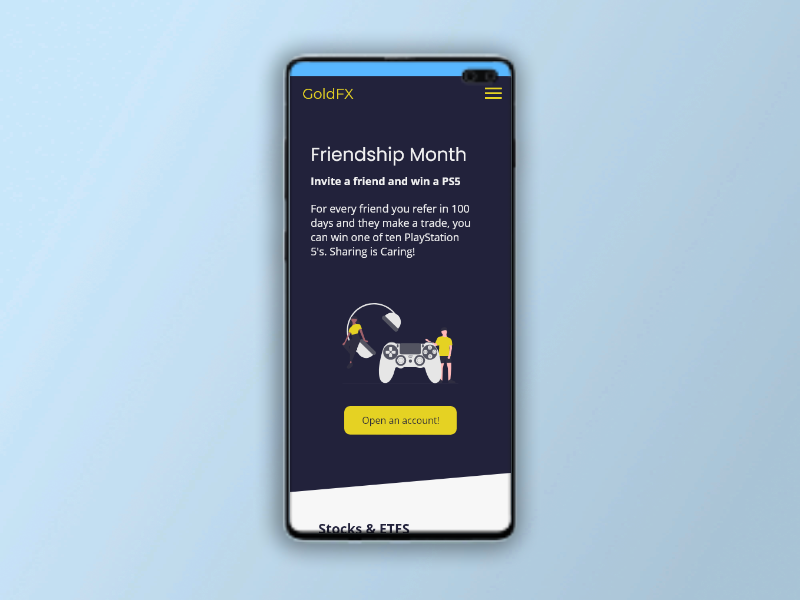 GoldFX
Friendship Month
Invite a friend and win a PS5
For every friend you refer in 100
days and they make a trade, you
can win one of ten PlayStation
5's. Sharing is Caring!
Open an account!
Stocks & ETFS